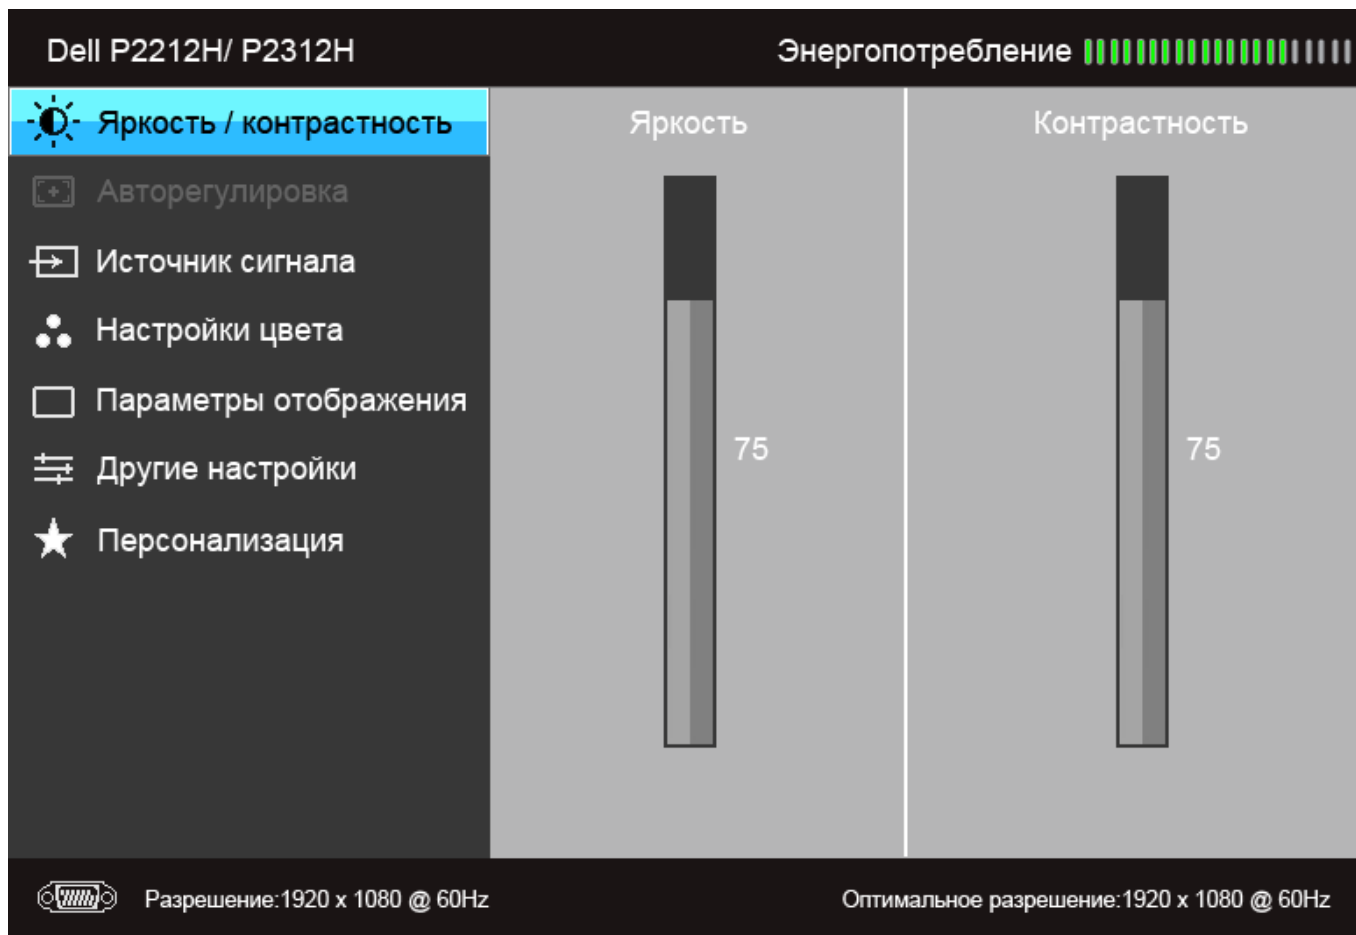 Dell P2212H/ P2312H
Энергопотребление
Яркость / контрастность
Яркость
Контрастность
Авторегулировка
Источник сигнала
Настройки цвета
Параметры отображения
75
75
Другие настройки
Персонализация
Разрешение:1920 x 1080 @ 60Hz
Оптимальное разрешение:1920 x 1080 @ 60Hz